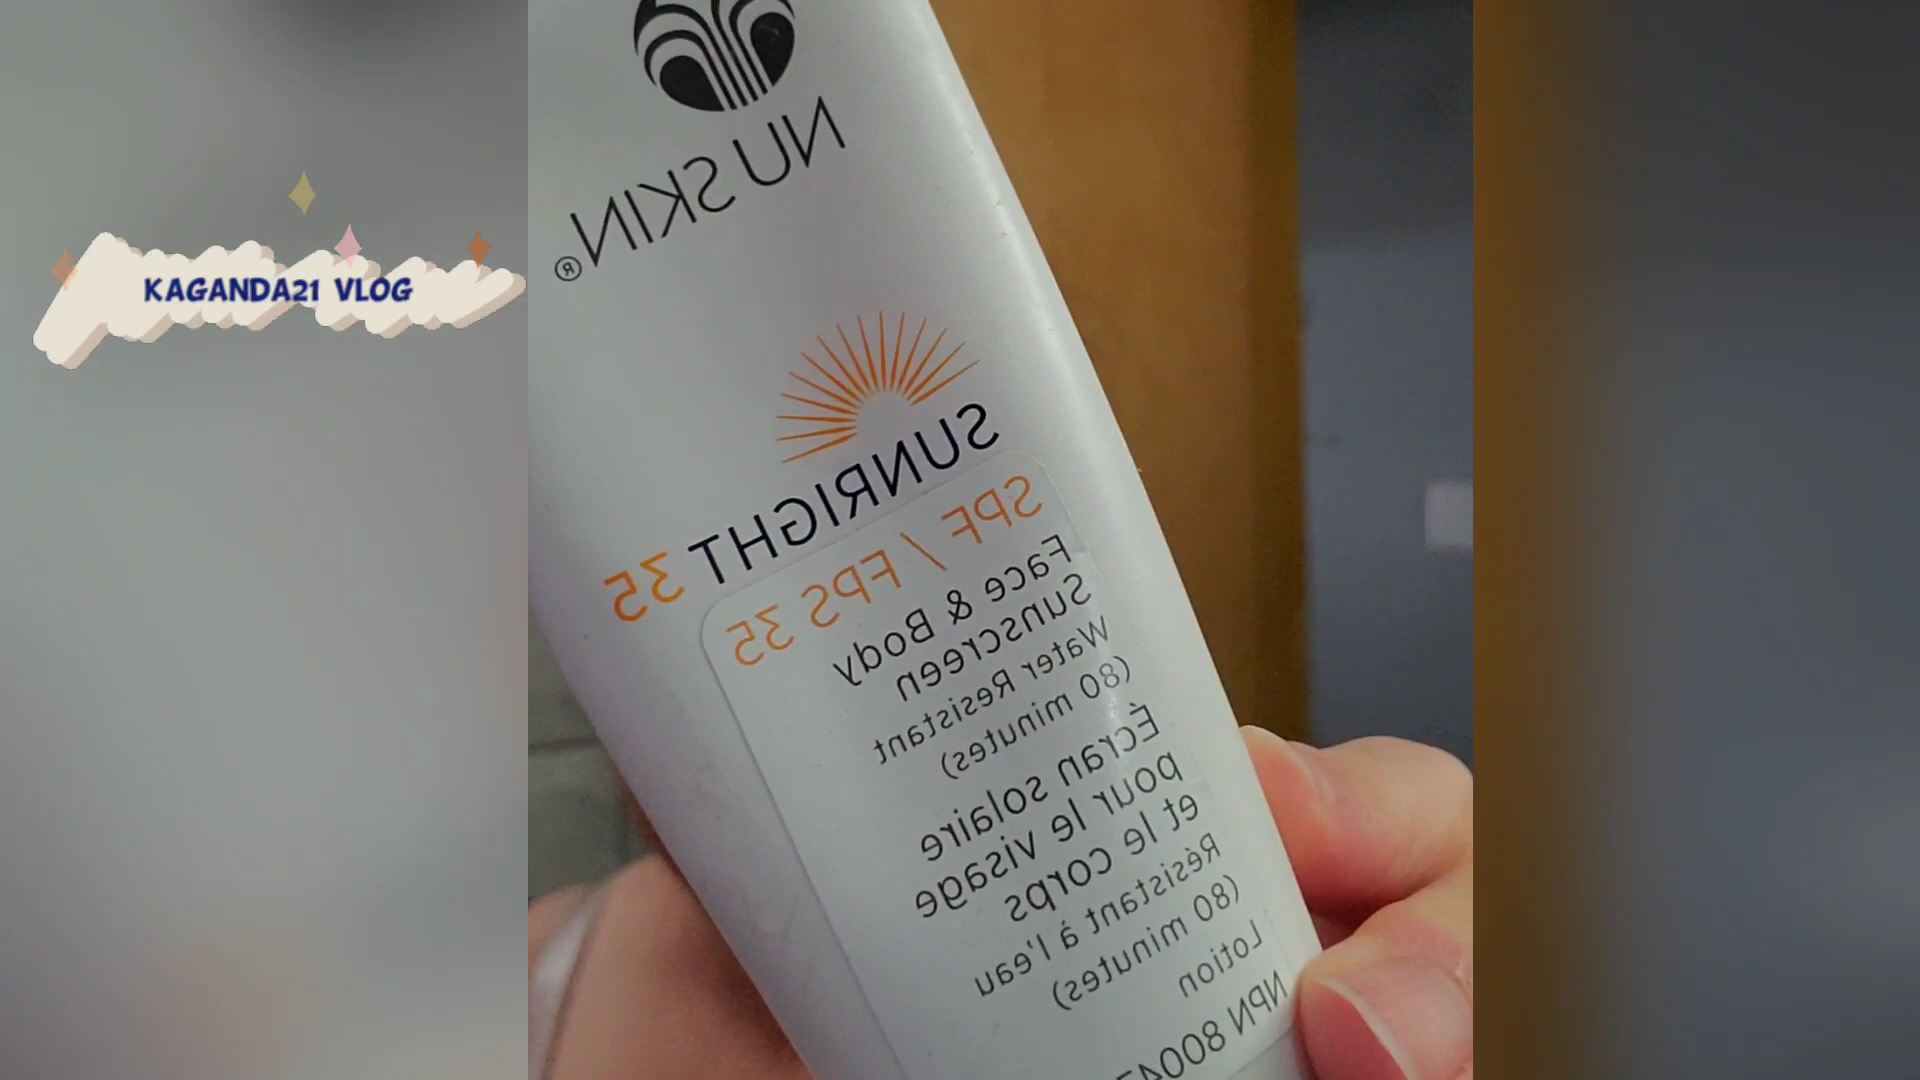 KAGANDA21 VLOG
NU SKIN®
SUNRIGHT 35
SPF / FPS 35
Face & Body
Sunscreen
Water Resistant
(80 minutes)
Écran solaire
pour le visage
et le corps
Résistant à l'eau
(80 minutes)
Lotion
NPN